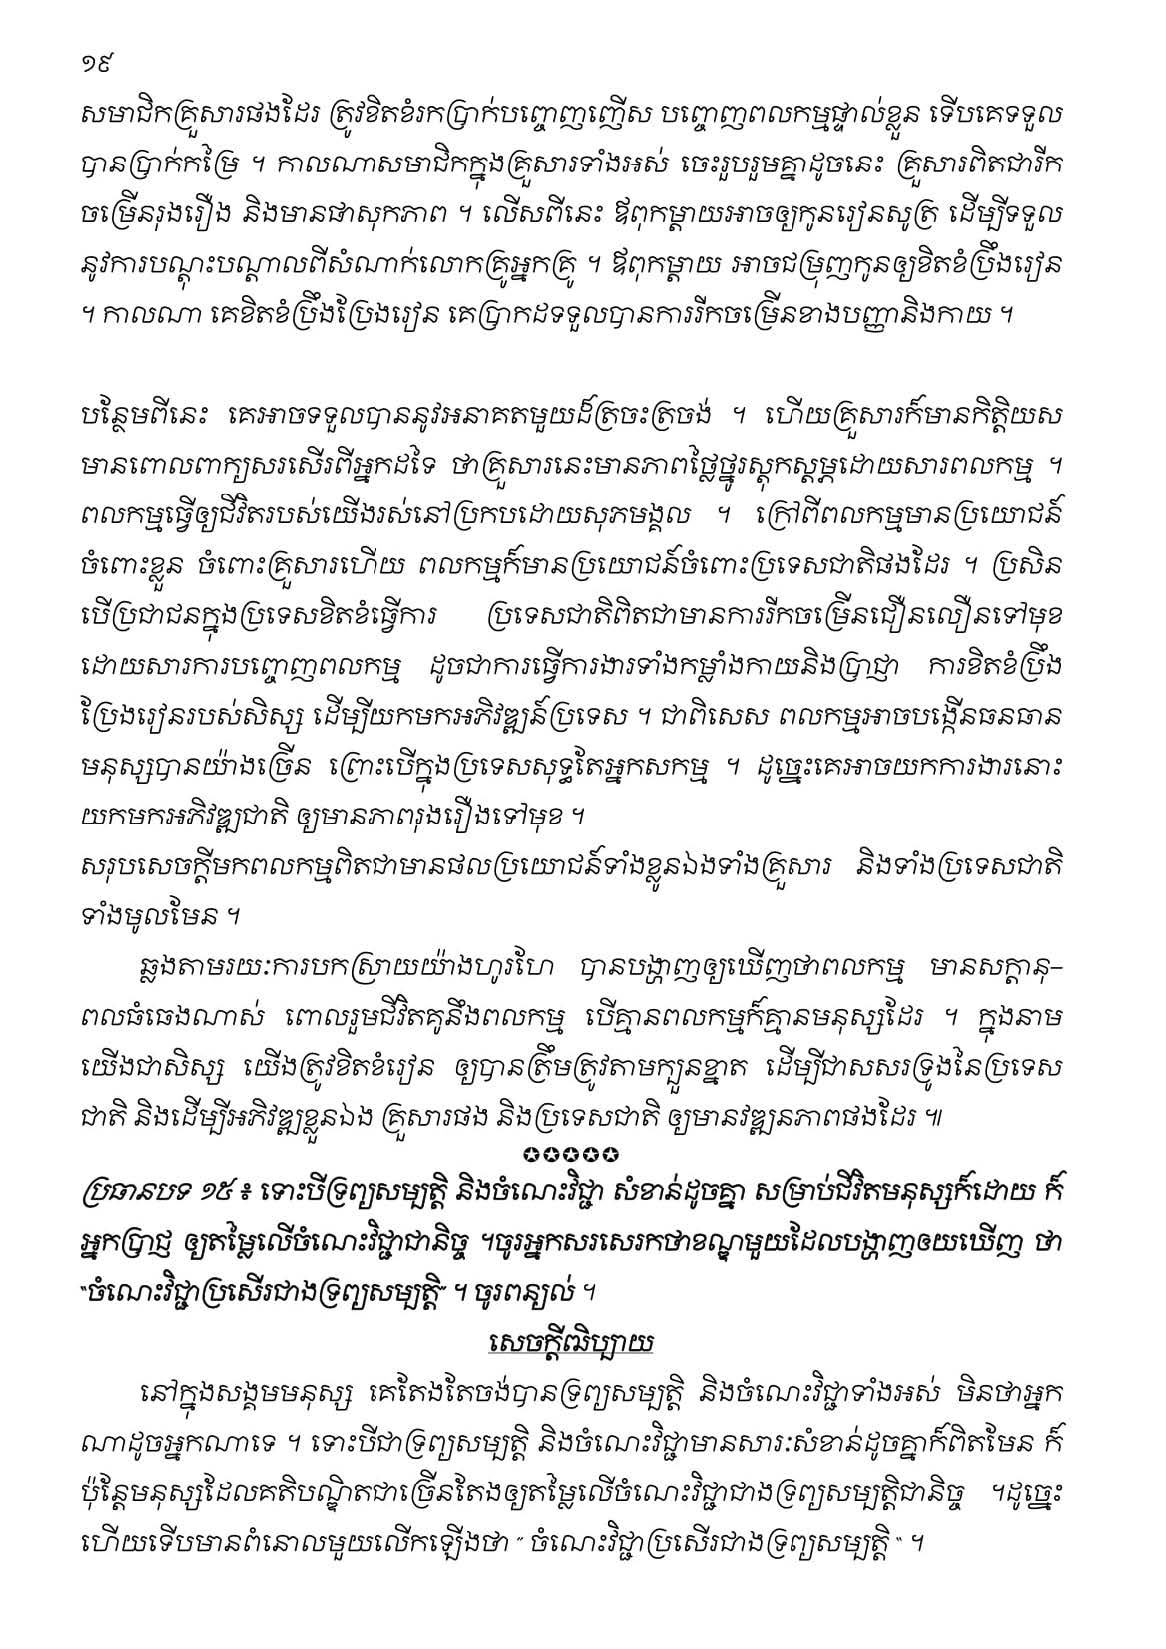 ១៩
សមាជិកគ្រួសារផងដែរ ត្រូវខិតខំរកប្រាក់បញ្ចោញញើស បញ្ចោញពលកម្មផ្ទាល់ខ្លួន ទើបគេទទួល
បានប្រាក់កម្រៃ ។ កាលណាសមាជិកក្នុងគ្រួសារទាំងអស់ ចេះរួបរួមគ្នាដូចនេះ គ្រួសារពិតជារីក
ចម្រើនរុងរឿង និងមានផាសុកភាព ។ លើសពីនេះ ឪពុកម្តាយអាចឲ្យកូនរៀនសូត្រ ដើម្បីទទួល
នូវការបណ្តុះបណ្តាលពីសំណាក់លោកគ្រូអ្នកគ្រូ ។ ឪពុកម្តាយ អាចជម្រុញកូនឲ្យខិតខំប្រឹងរៀន
។ កាលណា គេខិតខំប្រឹងប្រែងរៀន គេប្រាកដទទួលបានការរីកចម្រើនខាងបញ្ញានិងកាយ ។
បន្ថែមពីនេះ គេអាចទទួលបាននូវអនាគតមួយដ៏ត្រចះត្រចង់ ។ ហើយគ្រួសារក៏មានកិត្តិយស
មានពោលពាក្យសរសើរពីអ្នកដទៃ ថាគ្រួសារនេះមានភាពថ្លៃថ្នូរស្តុកស្តម្ភដោយសារពលកម្ម ។
ពលកម្មធ្វើឲ្យជីវិតរបស់យើងរស់នៅប្រកបដោយសុភមង្គល ។ ក្រៅពីពលកម្មមានប្រយោជន៍
ចំពោះខ្លួន ចំពោះគ្រួសារហើយ ពលកម្មក៏មានប្រយោជន៍ចំពោះប្រទេសជាតិផងដែរ ។ ប្រសិន
បើប្រជាជនក្នុងប្រទេសខិតខំធ្វើការ ប្រទេសជាតិពិតជាមានការរីកចម្រើនជឿនលឿនទៅមុខ
ដោយសារការបញ្ចោញពលកម្ម ដូចជាការធ្វើការងារទាំងកម្លាំងកាយនិងប្រាជ្ញា ការខិតខំប្រឹង
ប្រែងរៀនរបស់សិស្ស ដើម្បីយកមកអភិវឌ្ឍន៍ប្រទេស ។ ជាពិសេស ពលកម្មអាចបង្កើនធនធាន
មនុស្សបានយ៉ាងច្រើន ព្រោះបើក្នុងប្រទេសសុទ្ធតែអ្នកសកម្ម ។ ដូច្នេះគេអាចយកការងារនោះ
យកមកអភិវឌ្ឍជាតិ ឲ្យមានភាពរុងរឿងទៅមុខ ។
សរុបសេចក្តីមកពលកម្មពិតជាមានផលប្រយោជន៍ទាំងខ្លូនឯងទាំងគ្រួសារ និងទាំងប្រទេសជាតិ
ទាំងមូលមែន ។
ឆ្លងតាមរយៈការបកស្រាយយ៉ាងហូរហែ បានបង្ហាញឲ្យឃើញថាពលកម្ម មានសក្តានុ–
ពលធំធេងណាស់ ពោលរួមជីវិតគូនឹងពលកម្ម បើគ្មានពលកម្មក៏គ្មានមនុស្សដែរ ។ ក្នុងនាម
យើងជាសិស្ស យើងត្រូវខិតខំរៀន ឲ្យបានត្រឹមត្រូវតាមក្បួនខ្នាត ដើម្បីជាសសរទ្រូងនៃប្រទេស
ជាតិ និងដើម្បីអភិវឌ្ឍខ្លួនឯង គ្រួសារផង និងប្រទេសជាតិ ឲ្យមានវឌ្ឍនភាពផងដែរ ៕
✪✪✪✪✪
ប្រធានបទ ១៥ ៖ ទោះបីទ្រព្យសម្បត្តិ និងចំណេះវិជ្ជា សំខាន់ដូចគ្នា សម្រាប់ជីវិតមនុស្សក៏ដោយ ក៏
អ្នកប្រាជ្ញ ឲ្យតម្លៃលើចំណេះវិជ្ជាជានិច្ច ។ចូរអ្នកសរសេរកថាខណ្ឌមួយដែលបង្ហាញឲយឃើញ ថា
“ចំណេះវិជ្ជាប្រសើរជាងទ្រព្យសម្បត្តិ” ។ ចូរពន្យល់ ។
សេចក្តីឍិប្បាយ
នៅក្នុងសង្គមមនុស្ស គេតែងតែចង់បានទ្រព្យសម្បត្តិ និងចំណេះវិជ្ជាទាំងអស់ មិនថាអ្នក
ណាដូចអ្នកណាទេ ។ ទោះបីជាទ្រព្យសម្បត្តិ និងចំណេះវិជ្ជាមានសារៈសំខាន់ដូចគ្នាក៏ពិតមែន ក៏
ប៉ុន្តែមនុស្សដែលគតិបណ្ឌិតជាច្រើនតែងឲ្យតម្លៃលើចំណេះវិជ្ជាជាងទ្រព្យសម្បត្តិជានិច្ច ។ដូច្នេះ
ហើយទើបមានពំនោលមួយលើកឡើងថា ” ចំណេះវិជ្ជាប្រសើរជាងទ្រព្យសម្បត្តិ “ ។